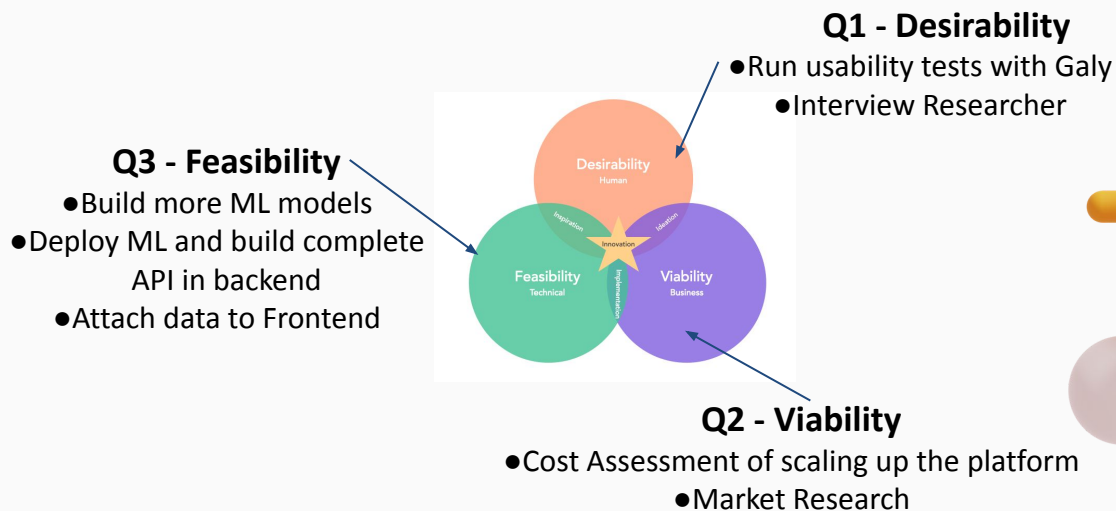 Q1 - Desirability
●Run usability tests with Galy
●Interview Researcher
Q3 - Feasibility
●Build more ML models
●Deploy ML and build complete
API in backend
●Attach data to Frontend
Desirability
Human
Inspiration
Ideation
Innovation
Feasibility
Technical
Implementation
Viability
Business
Q2 - Viability
●Cost Assessment of scaling up the platform
●Market Research